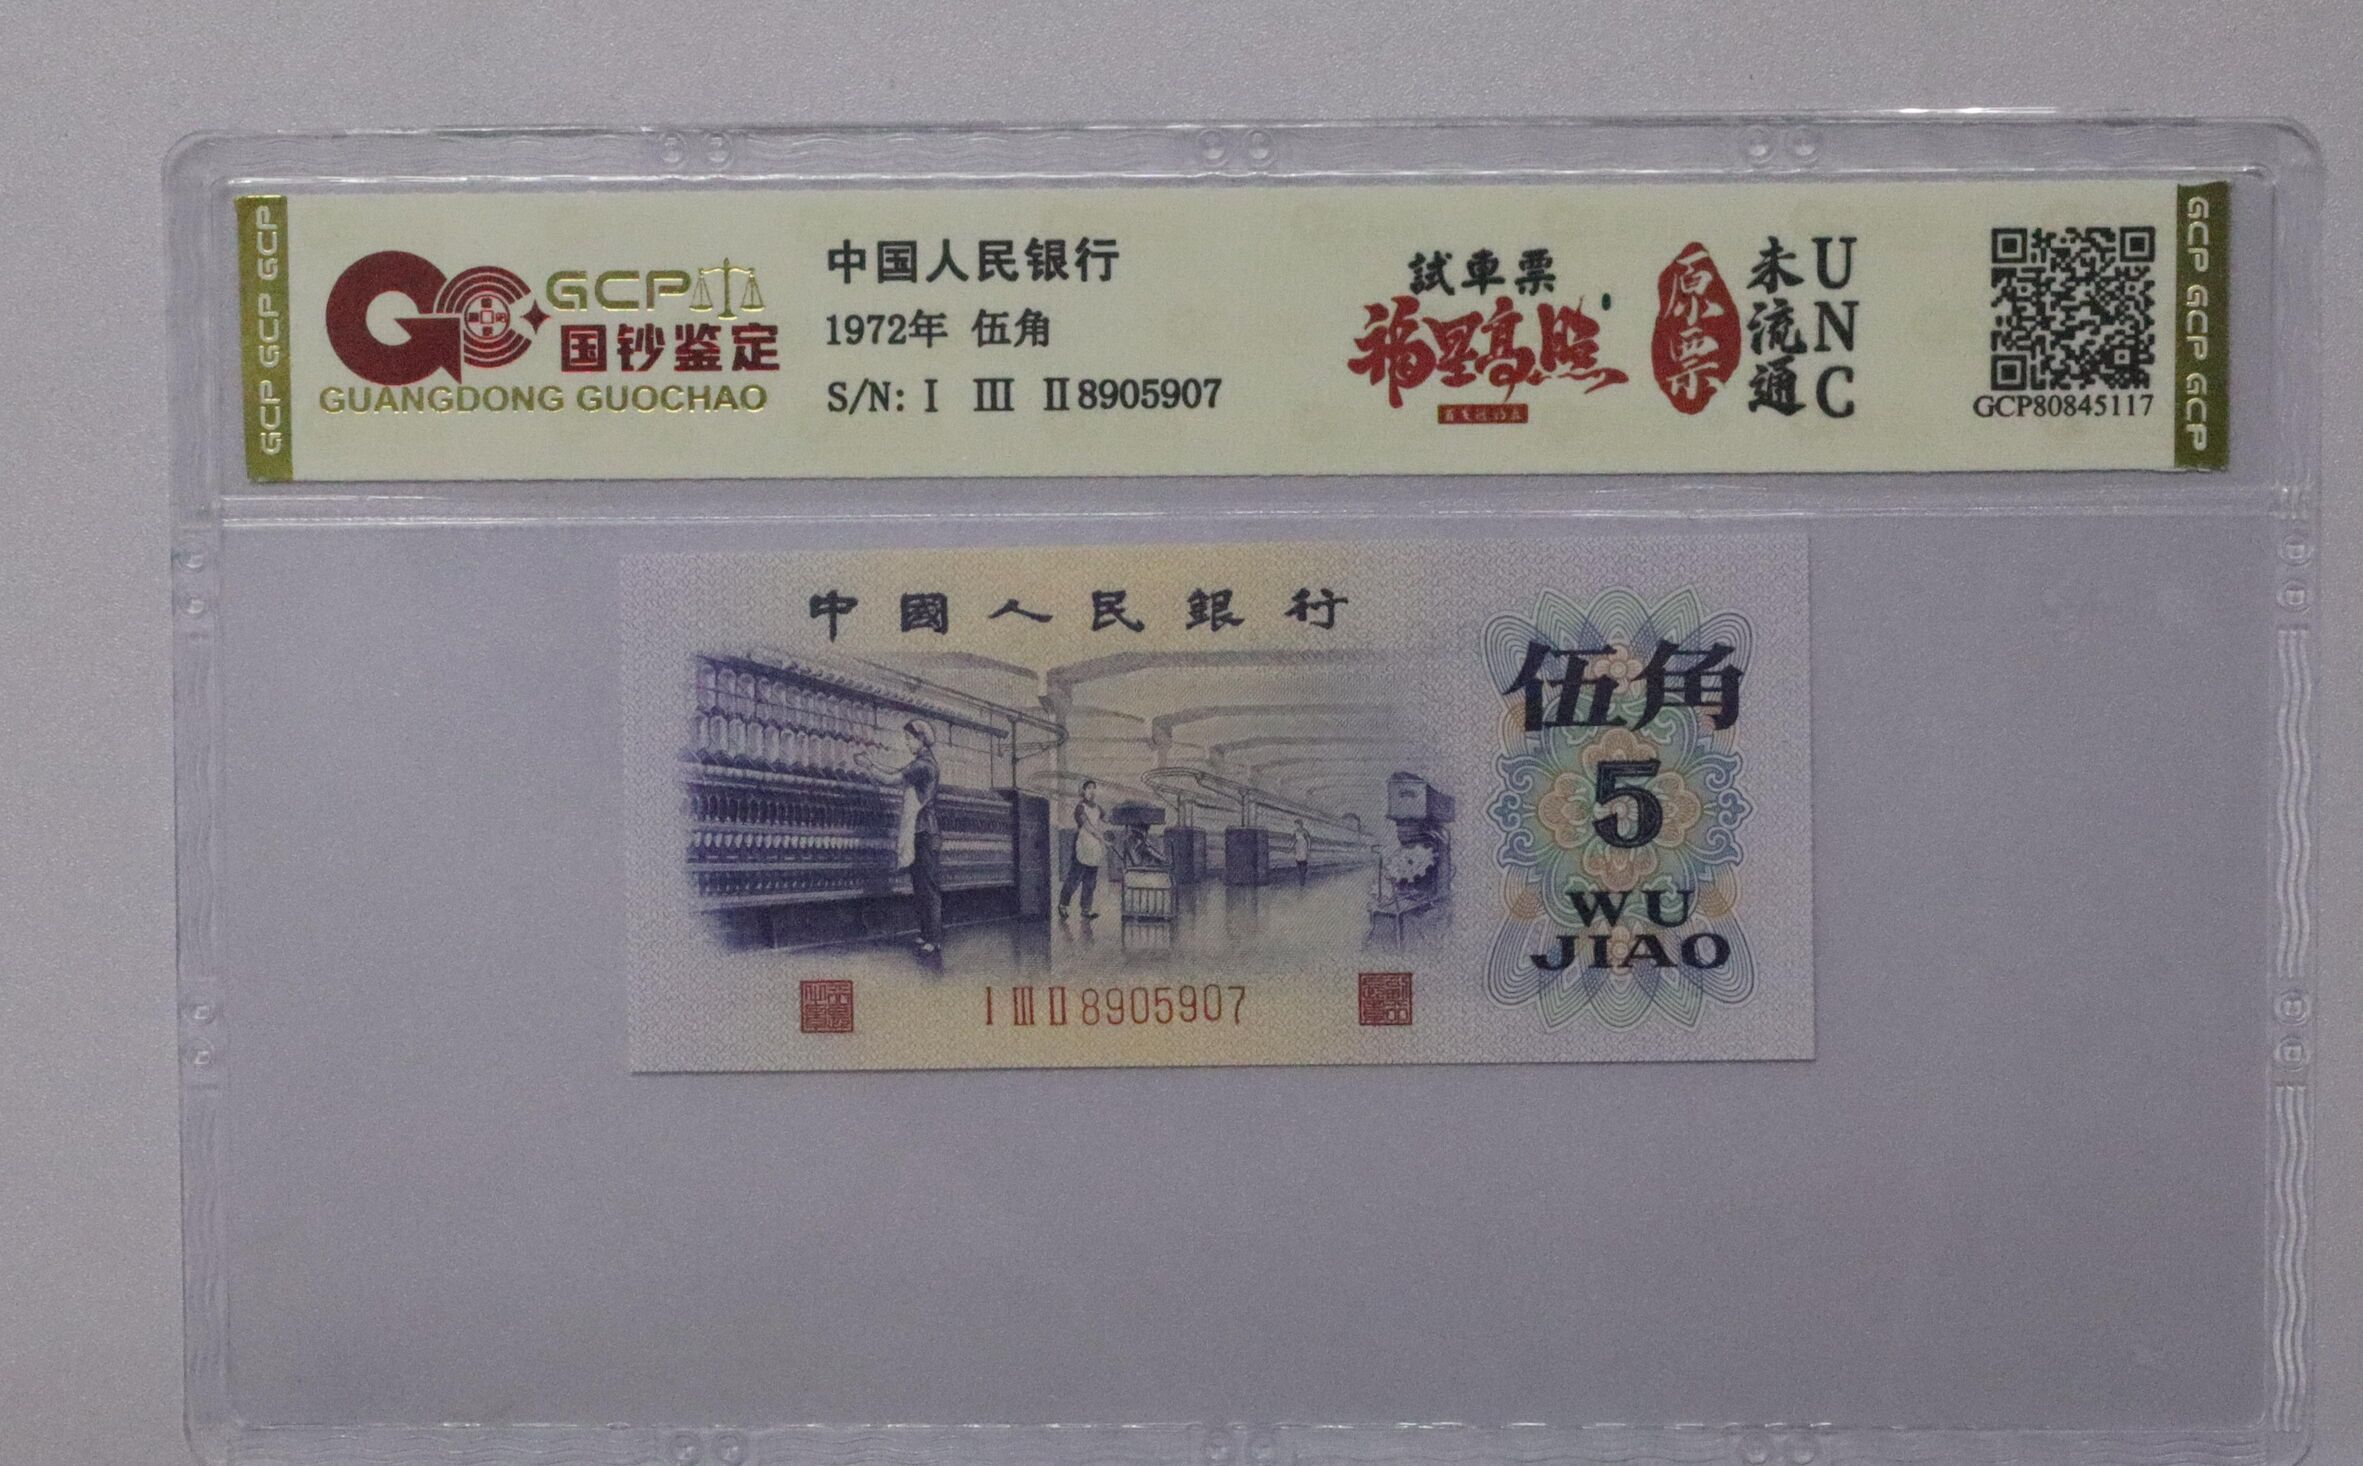 GCP GCP GCP
GCP
国钞鉴定
GUANGDONG GUOCHAO
中国人民银行
1972年 伍角
S/N: I III II 8905907
試車票
福星高照
原票
未流通
UNC
GCP80845117
GCP GCP GCP
中國人民銀行
伍角
5
WU
JIAO
I III II 8905907